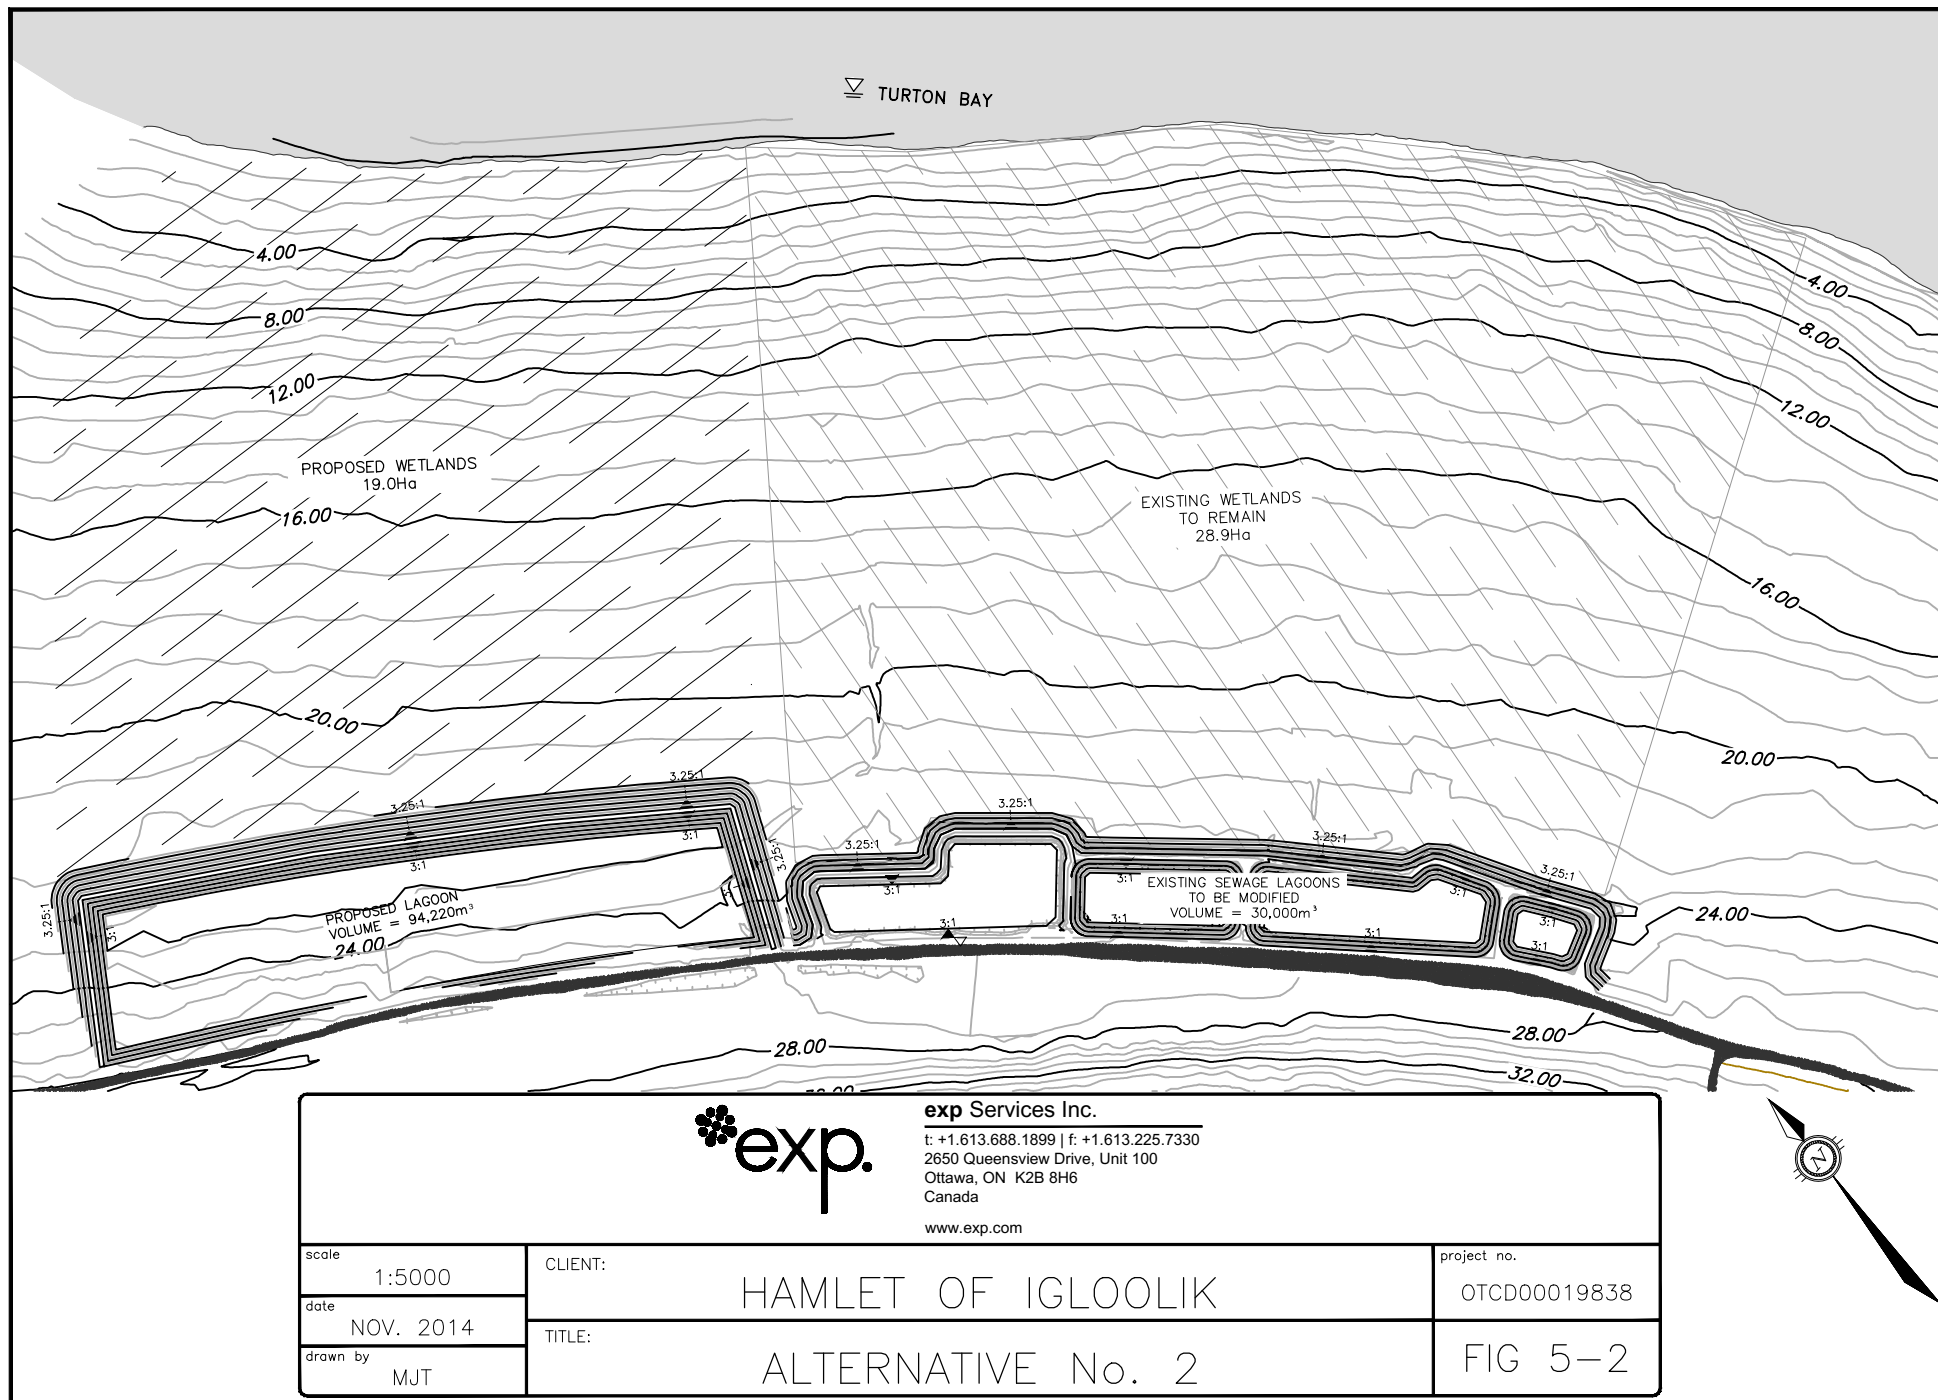 TURTON BAY
4.00
4.00
8.00
8.00
12.00
12.00
PROPOSED WETLANDS
19.0Ha
EXISTING WETLANDS
TO REMAIN
28.9Ha
16.00
16.00
20.00
20.00
3.25:1
3.25:1
3.25:1
3.25:1
3.25:1
3.25:1
3.25:1
3.25:1
3:1
3:1
3:1
3:1
3:1
3:1
3:1
3:1
3:1
3:1
PROPOSED LAGOON
VOLUME = 94,220m³
EXISTING SEWAGE LAGOONS
TO BE MODIFIED
VOLUME = 30,000m³
24.00
24.00
28.00
28.00
32.00
exp.
exp Services Inc.
t: +1.613.688.1899 | f: +1.613.225.7330
2650 Queensview Drive, Unit 100
Ottawa, ON K2B 8H6
Canada
www.exp.com
N
scale
1:5000
date
NOV. 2014
drawn by
MJT
CLIENT:
HAMLET OF IGLOOLIK
TITLE:
ALTERNATIVE No. 2
project no.
OTCD00019838
FIG 5-2